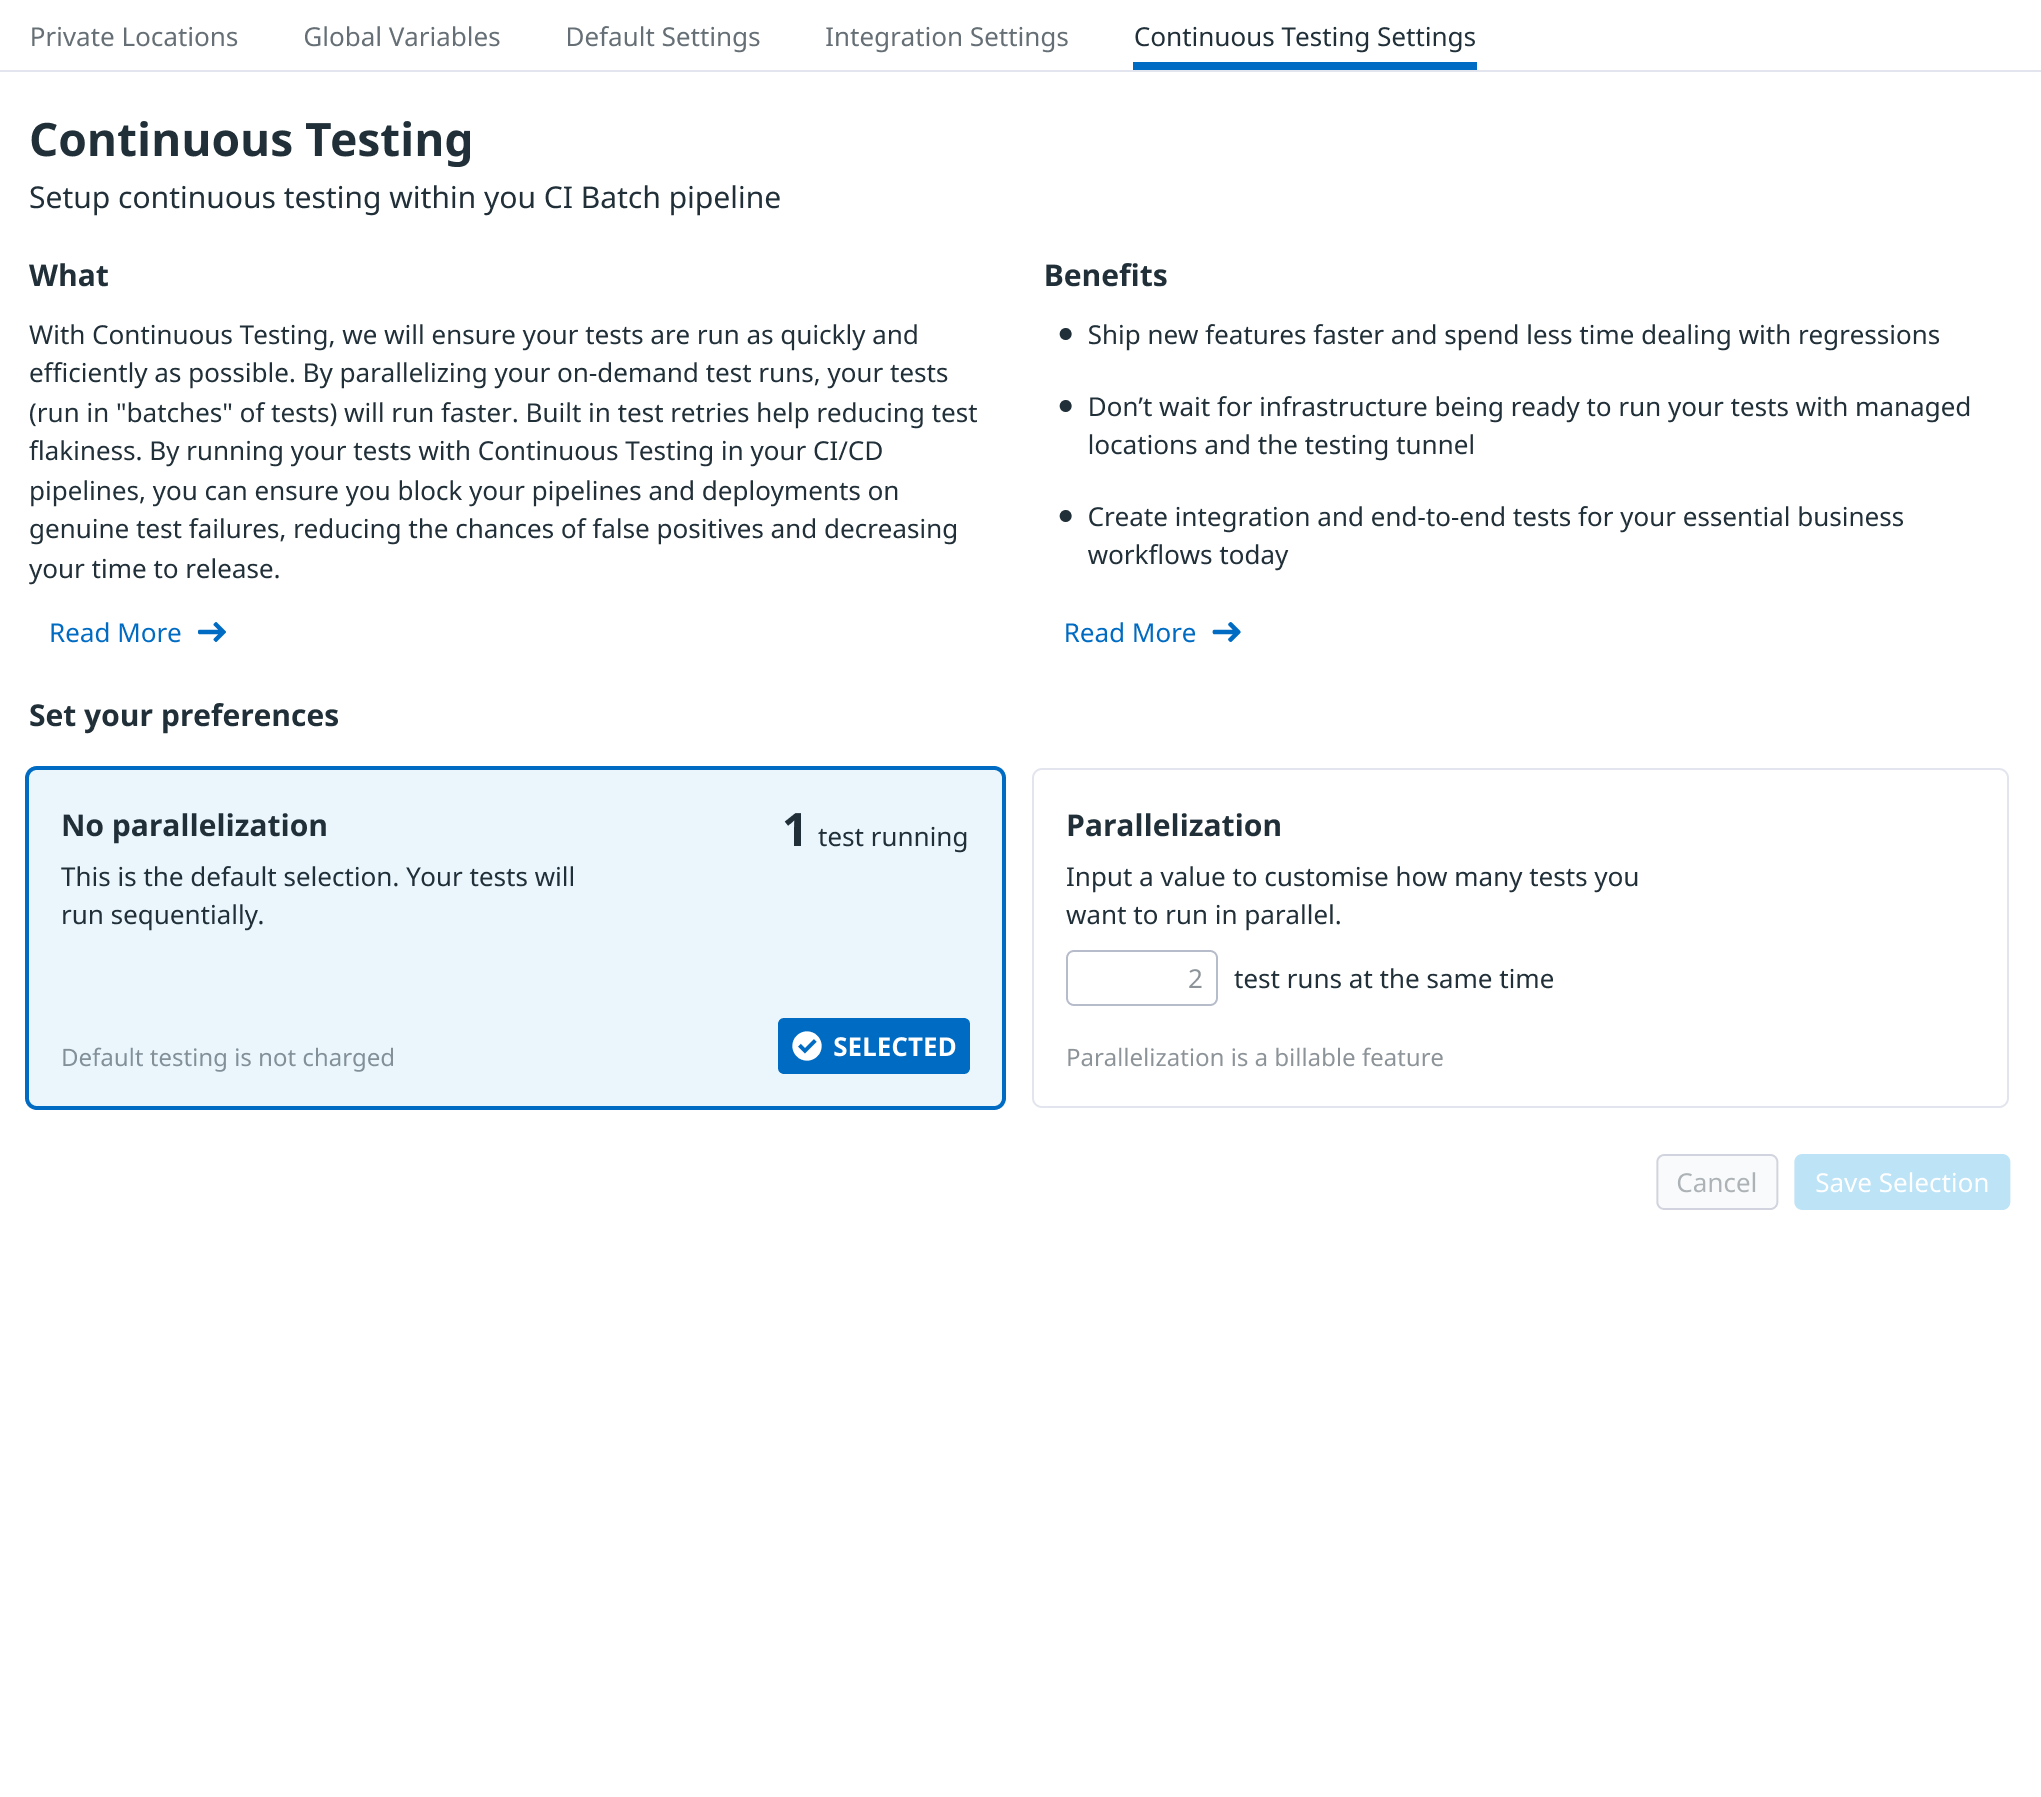 Private Locations
Global Variables
Default Settings
Integration Settings
Continuous Testing Settings
Continuous Testing
Setup continuous testing within you CI Batch pipeline
What
With Continuous Testing, we will ensure your tests are run as quickly and
efficiently as possible. By parallelizing your on-demand test runs, your tests
(run in "batches" of tests) will run faster. Built in test retries help reducing test
flakiness. By running your tests with Continuous Testing in your CI/CD
pipelines, you can ensure you block your pipelines and deployments on
genuine test failures, reducing the chances of false positives and decreasing
your time to release.
Read More
Benefits
Ship new features faster and spend less time dealing with regressions
Don’t wait for infrastructure being ready to run your tests with managed
locations and the testing tunnel
Create integration and end-to-end tests for your essential business
workflows today
Read More
Set your preferences
No parallelization
1 test running
This is the default selection. Your tests will
run sequentially.
Default testing is not charged
SELECTED
Parallelization
Input a value to customise how many tests you
want to run in parallel.
2 test runs at the same time
Parallelization is a billable feature
Cancel
Save Selection